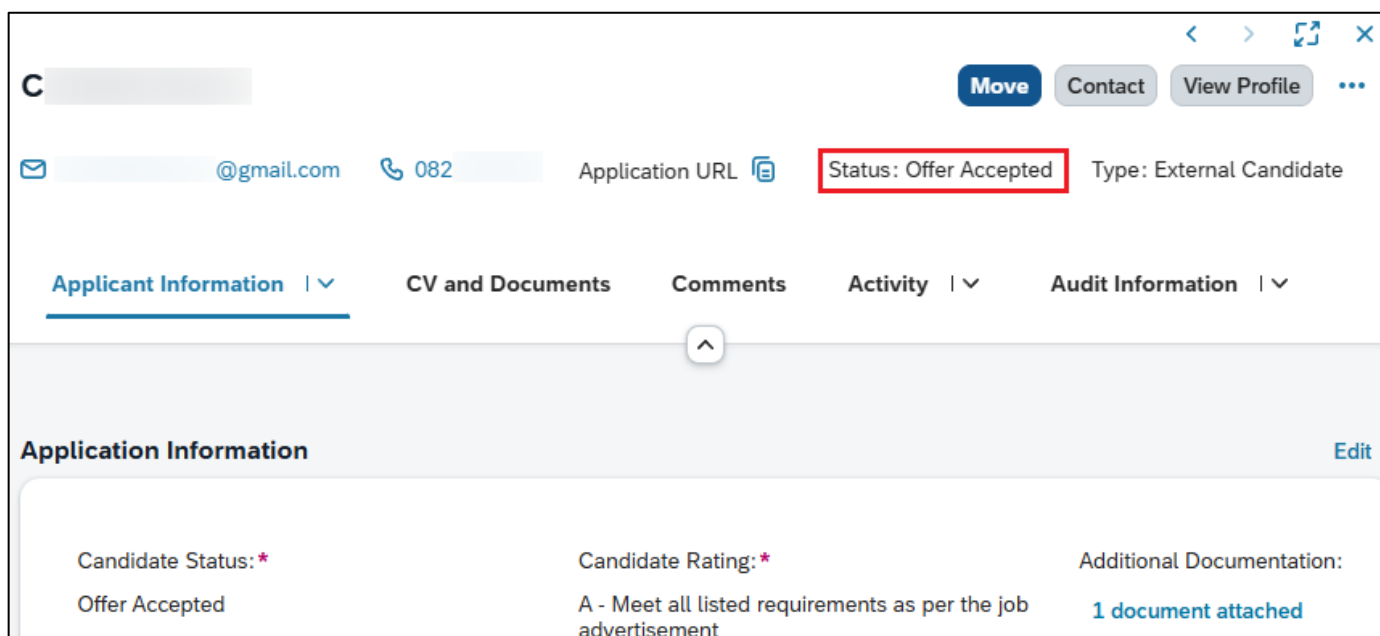 C
Move Contact View Profile
@gmail.com 082 Application URL Status: Offer Accepted Type: External Candidate
Applicant Information CV and Documents Comments Activity Audit Information
Application Information Edit
Candidate Status:* Candidate Rating:* Additional Documentation:
Offer Accepted A - Meet all listed requirements as per the job 1 document attached
advertisement